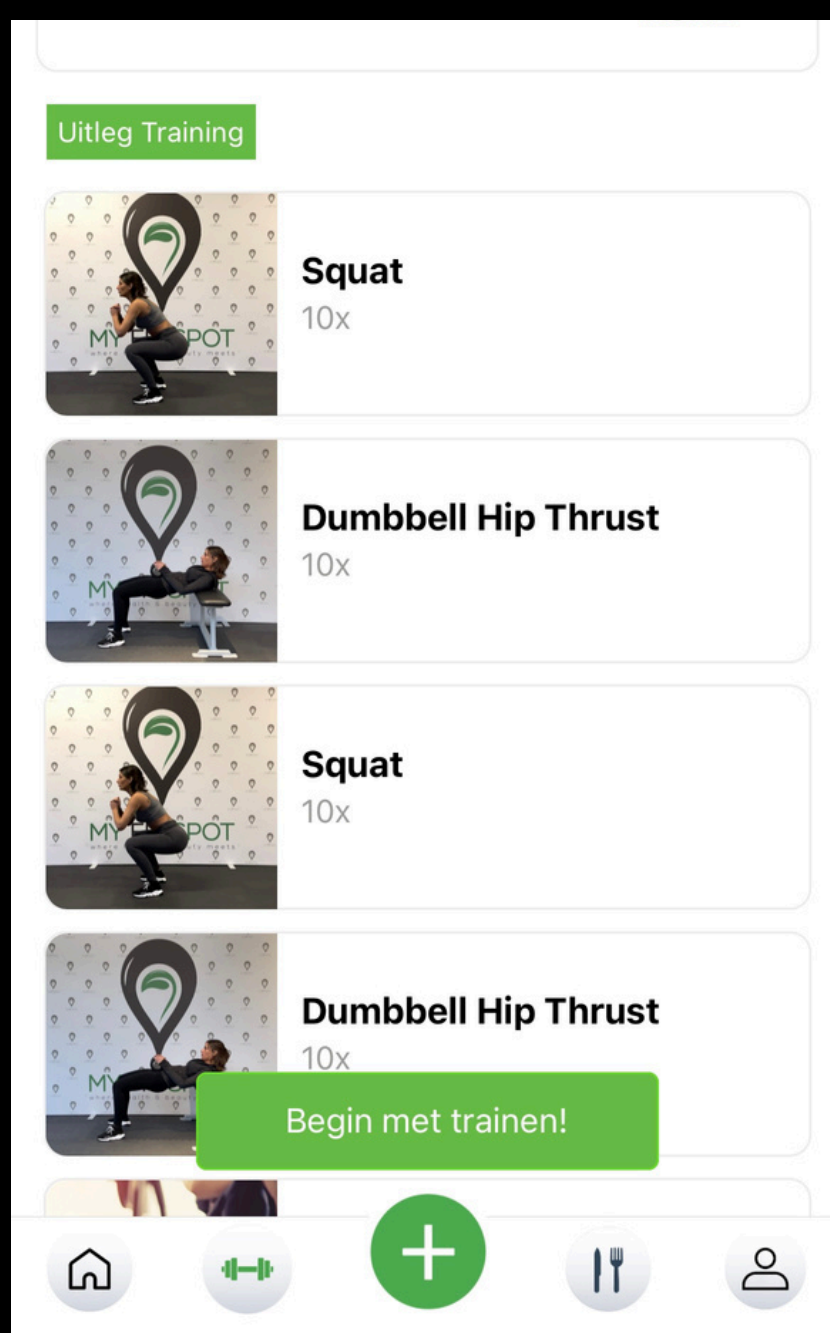 Uitleg Training
Squat
10x
Dumbbell Hip Thrust
10x
Squat
10x
Dumbbell Hip Thrust
10x
Begin met trainen!